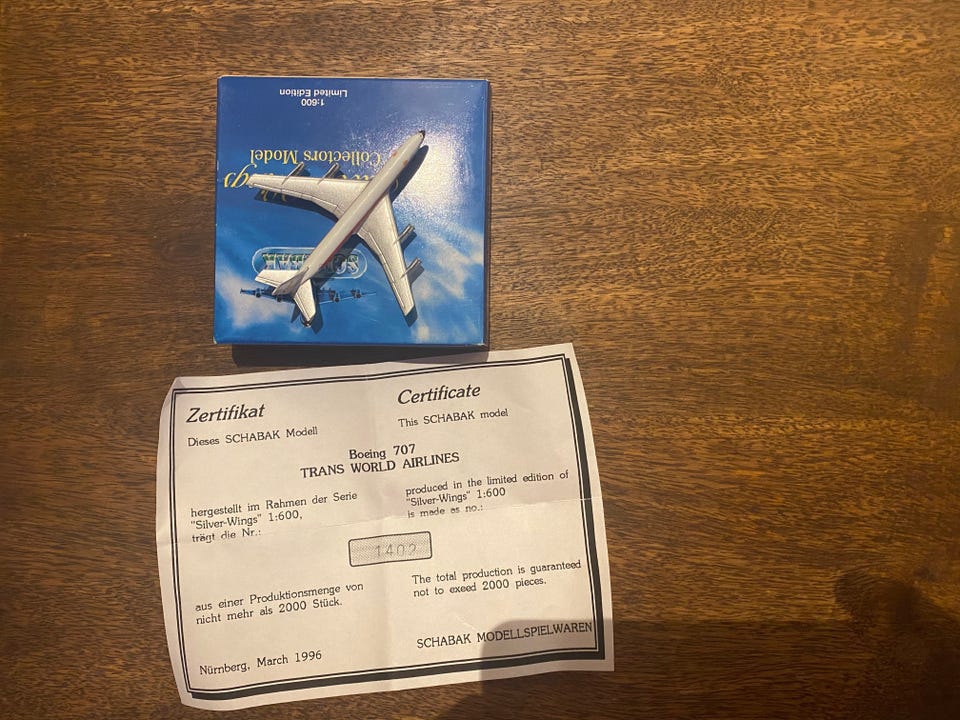 1:600
Limited Edition
Collectors Model
Zertifikat
Dieses SCHABAK Modell
Certificate
This SCHABAK model
Boeing 707
TRANS WORLD AIRLINES
hergestellt im Rahmen der Serie
"Silver-Wings" 1:600,
trägt die Nr.:
produced in the limited edition of
"Silver-Wings" 1:600
is made as no.:
1402
aus einer Produktionsmenge von
nicht mehr als 2000 Stück.
The total production is guaranteed
not to exeed 2000 pieces.
Nürnberg, March 1996
SCHABAK MODELLSPIELWAREN